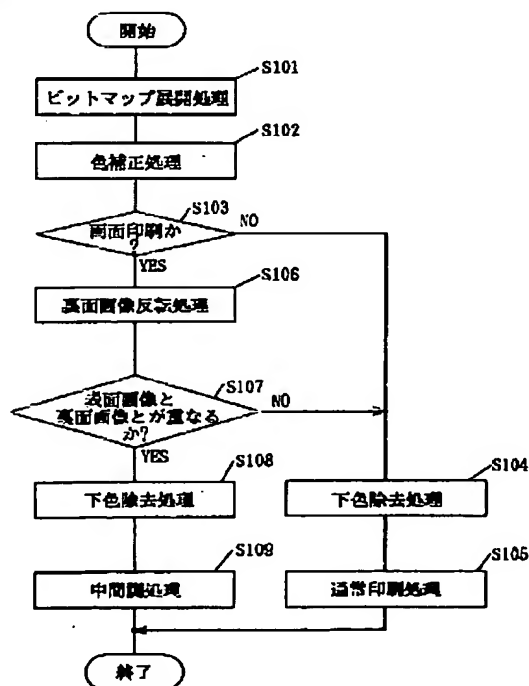 開始
S101
ビットマップ展開処理
S102
色補正処理
S103
両面印刷か
?
NO
YES
S106
裏面画像反転処理
S107
表面画像と
裏面画像とが重なる
か?
NO
YES
S108
下色除去処理
S104
下色除去処理
S109
中間調処理
S105
通常印刷処理
終了